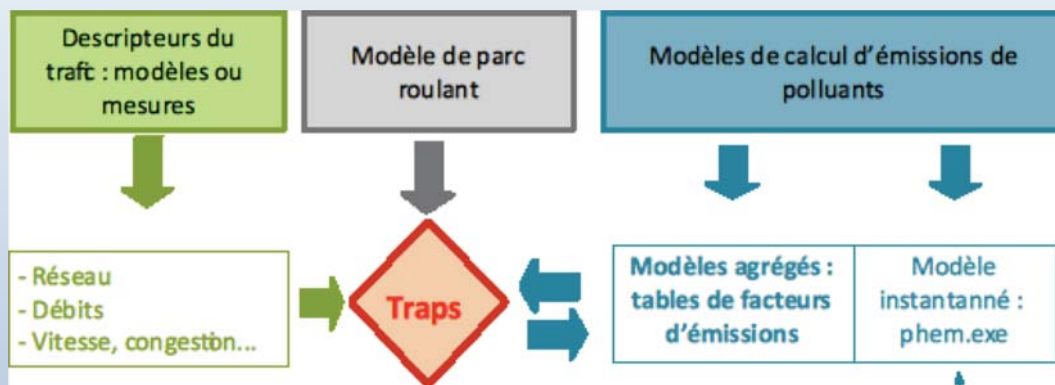 Descripteurs du
trafic : modèles ou
mesures
Modèle de parc
roulant
Modèles de calcul d'émissions de
polluants
- Réseau
- Débits
- Vitesse, congestion...
Traps
Modèles agrégés :
tables de facteurs
d'émissions
Modèle
instantanné :
phem.exe